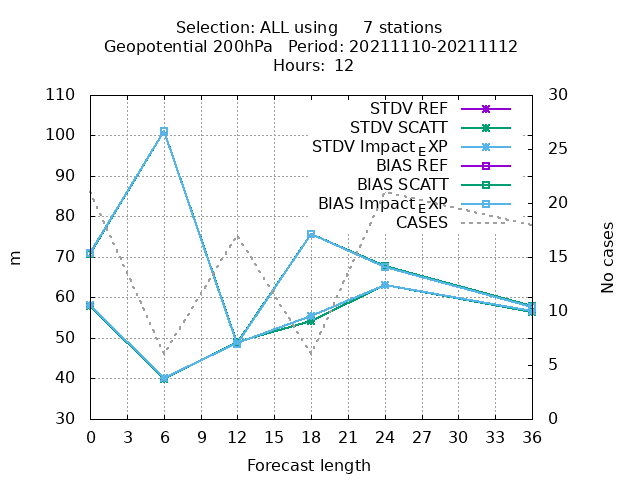 Selection: ALL using     7 stations
Geopotential 200hPa   Period: 20211110-20211112
Hours: 12
110
100
90
80
70
60
50
40
30
30
25
20
15
10
5
0
STDV REF
STDV SCATT
STDV Impact_EXP
BIAS REF
BIAS SCATT
BIAS Impact_EXP
CASES
m
No cases
0 3 6 9 12 15 18 21 24 27 30 33 36
Forecast length